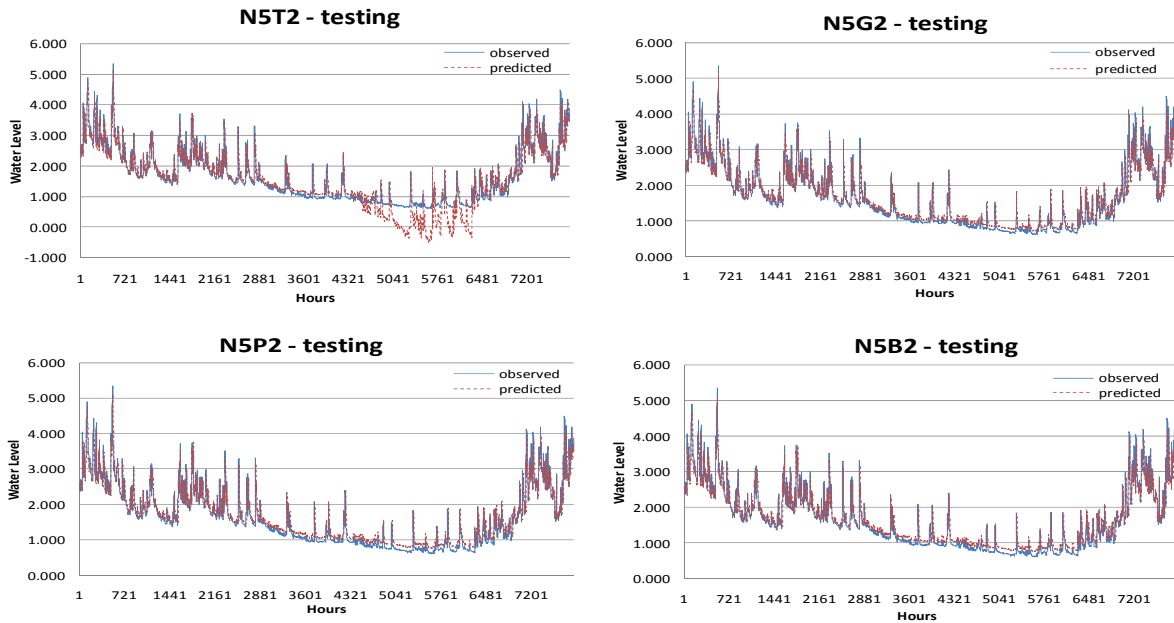 N5T2 - testing
6.000
5.000
4.000
3.000
2.000
1.000
0.000
-1.000
Water Level
observed
predicted
1 721 1441 2161 2881 3601 4321 5041 5761 6481 7201
Hours
N5G2 - testing
6.000
5.000
4.000
3.000
2.000
1.000
0.000
Water Level
observed
predicted
1 721 1441 2161 2881 3601 4321 5041 5761 6481 7201
Hours
N5P2 - testing
6.000
5.000
4.000
3.000
2.000
1.000
0.000
Water Level
observed
predicted
1 721 1441 2161 2881 3601 4321 5041 5761 6481 7201
Hours
N5B2 - testing
6.000
5.000
4.000
3.000
2.000
1.000
0.000
Water Level
observed
predicted
1 721 1441 2161 2881 3601 4321 5041 5761 6481 7201
Hours